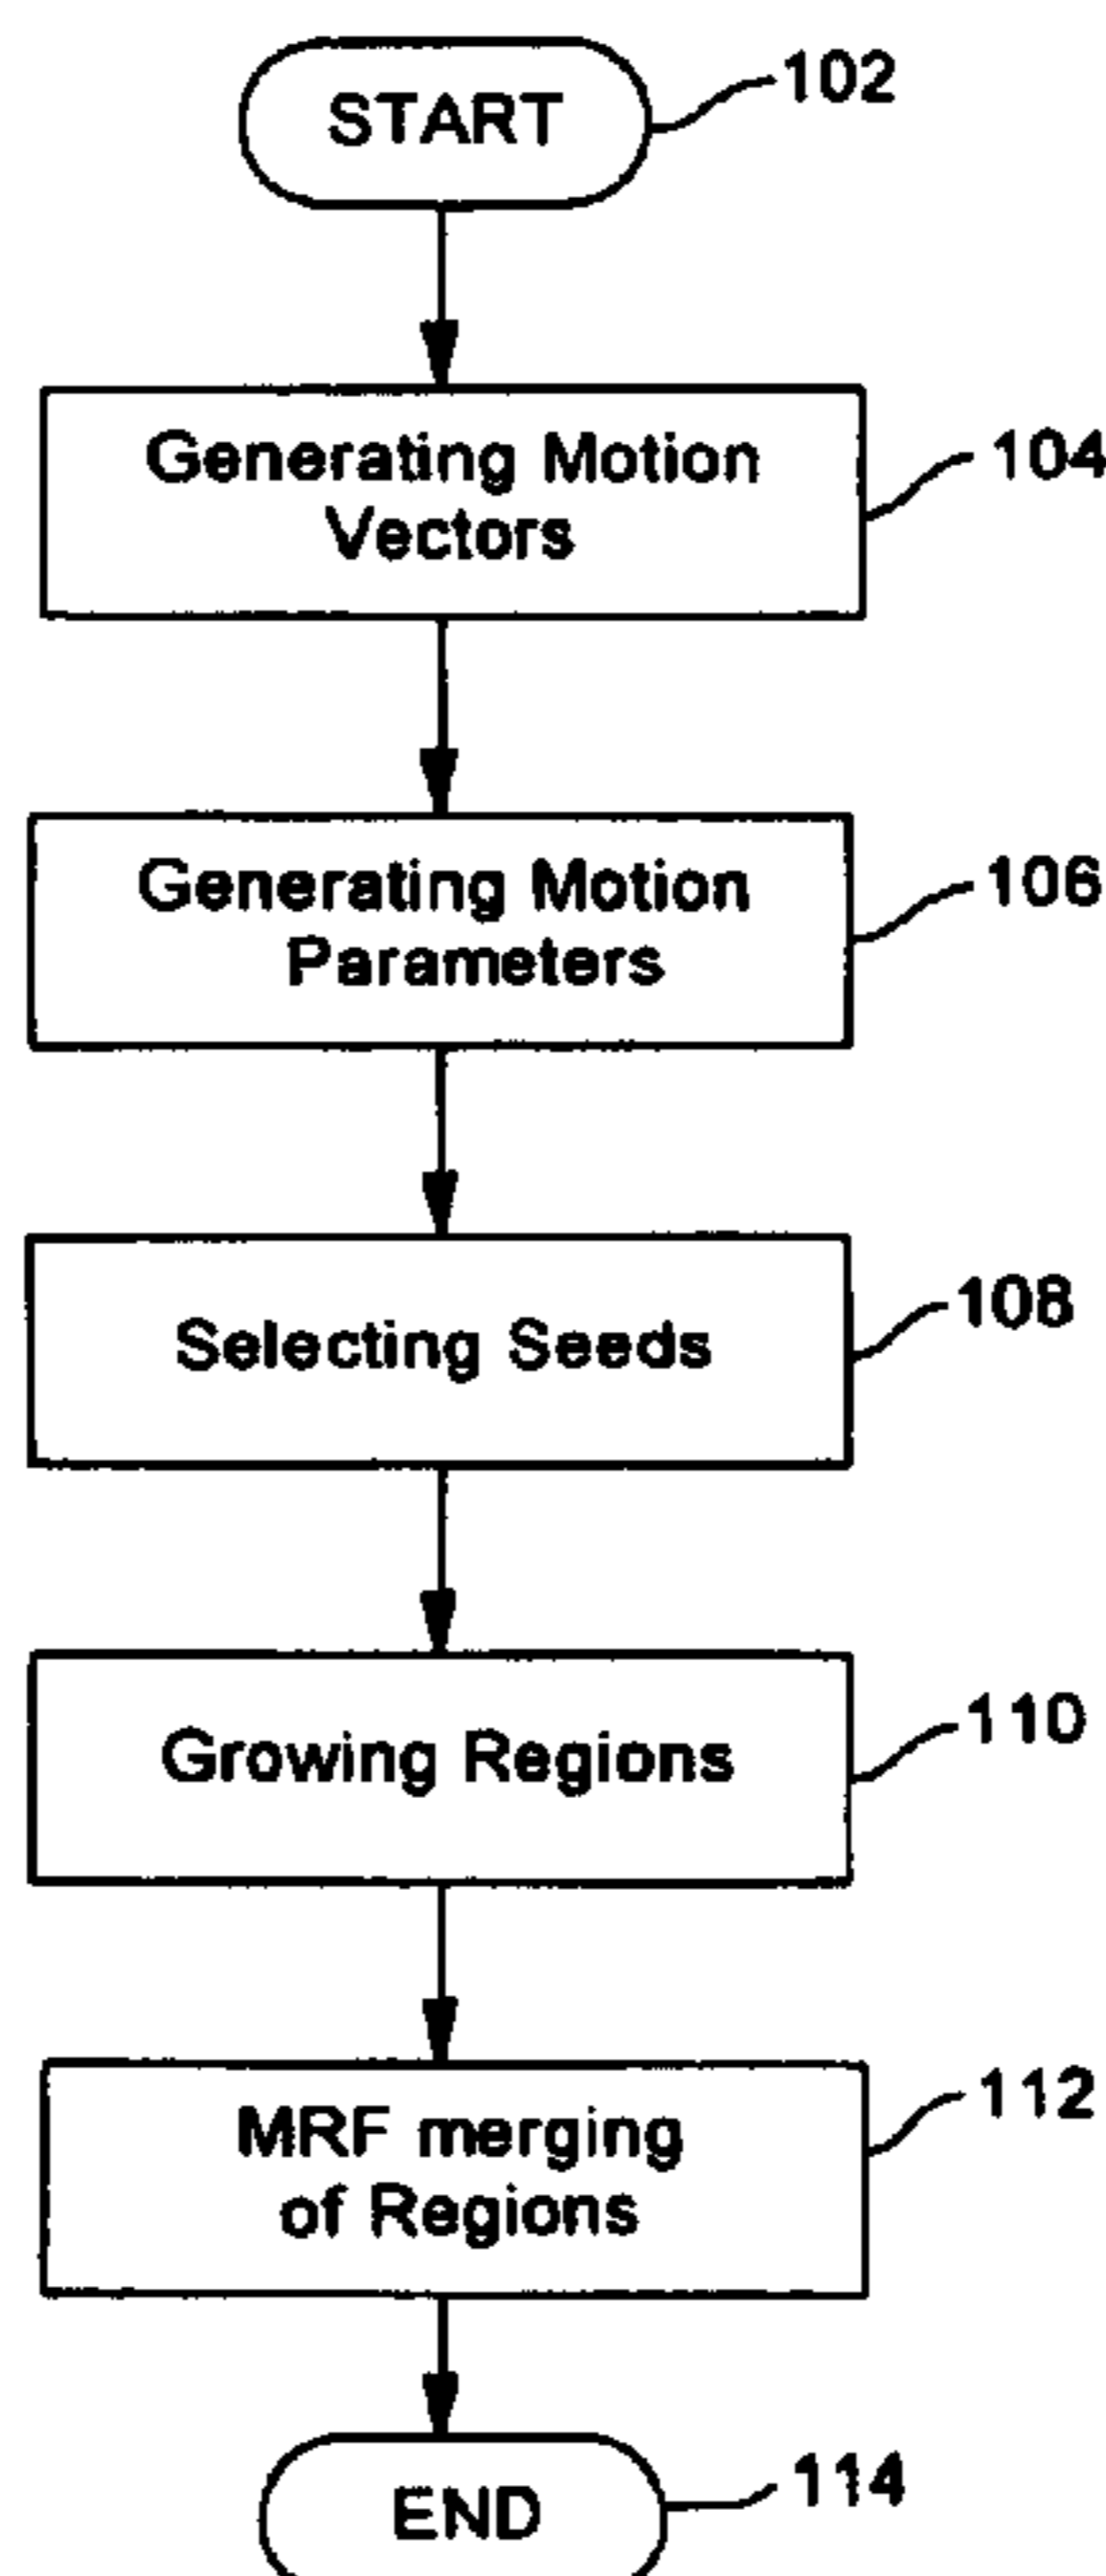 START
102
Generating Motion
Vectors
104
Generating Motion
Parameters
106
Selecting Seeds
108
Growing Regions
110
MRF merging
of Regions
112
END
114